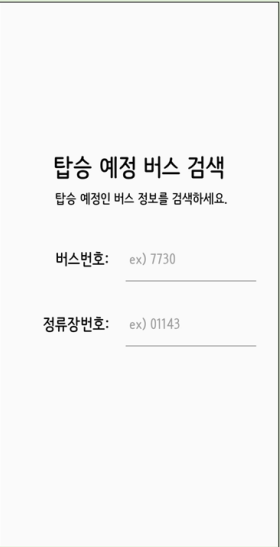 탑승 예정 버스 검색
탑승 예정인 버스 정보를 검색하세요.
버스번호: ex) 7730
정류장번호: ex) 01143